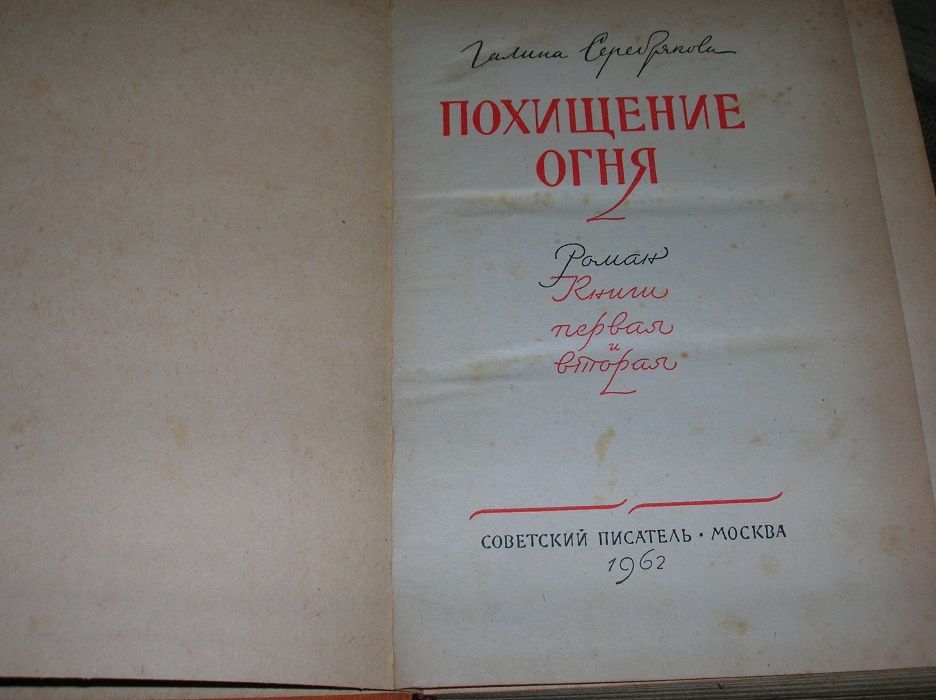 Галина Серебрякова
ПОХИЩЕНИЕ
ОГНЯ
Роман
Книги
первая
и
вторая
СОВЕТСКИЙ ПИСАТЕЛЬ • МОСКВА
1962